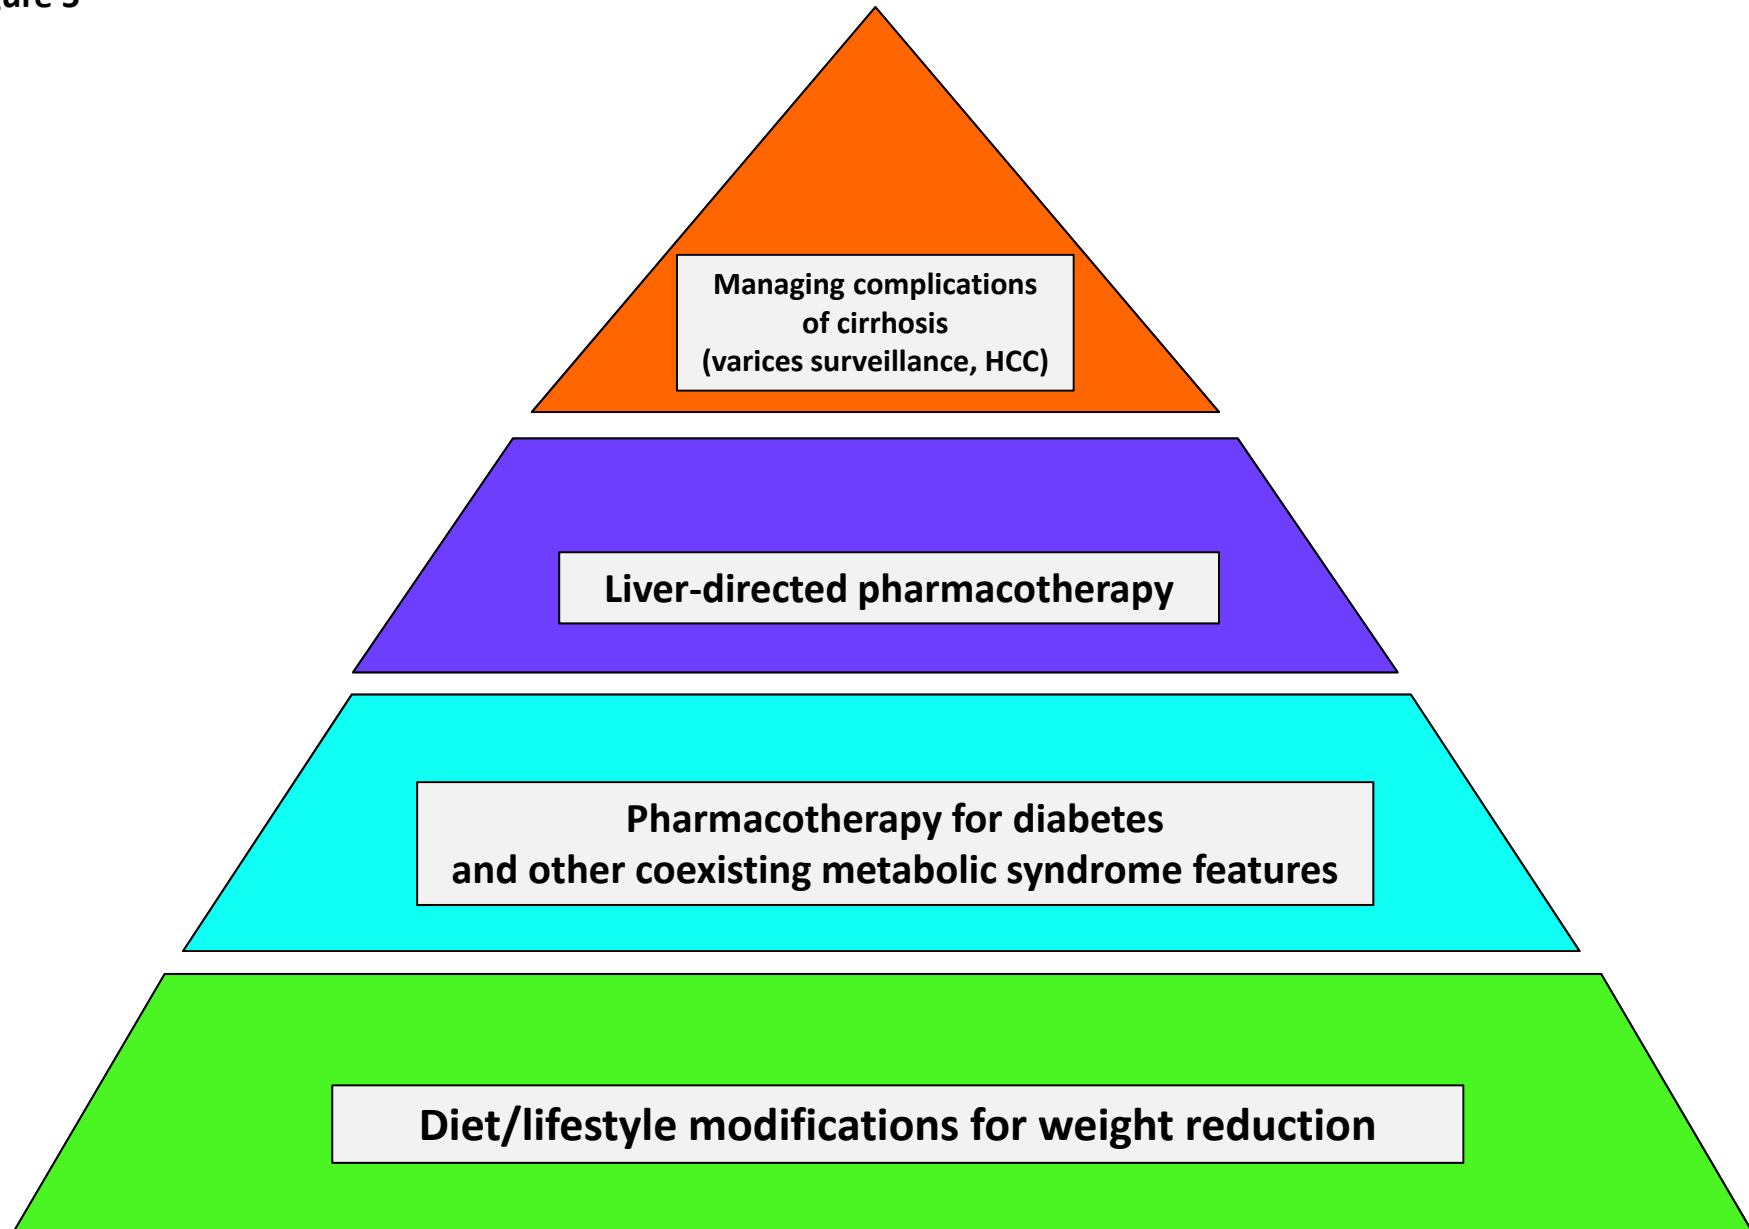 Managing complications
of cirrhosis
(varices surveillance, HCC)
Liver-directed pharmacotherapy
Pharmacotherapy for diabetes
and other coexisting metabolic syndrome features
Diet/lifestyle modifications for weight reduction